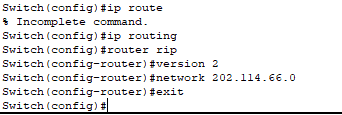 Switch(config)#ip route
% Incomplete command.
Switch(config)#ip routing
Switch(config)#router rip
Switch(config-router)#version 2
Switch(config-router)#network 202.114.66.0
Switch(config-router)#exit
Switch(config)#